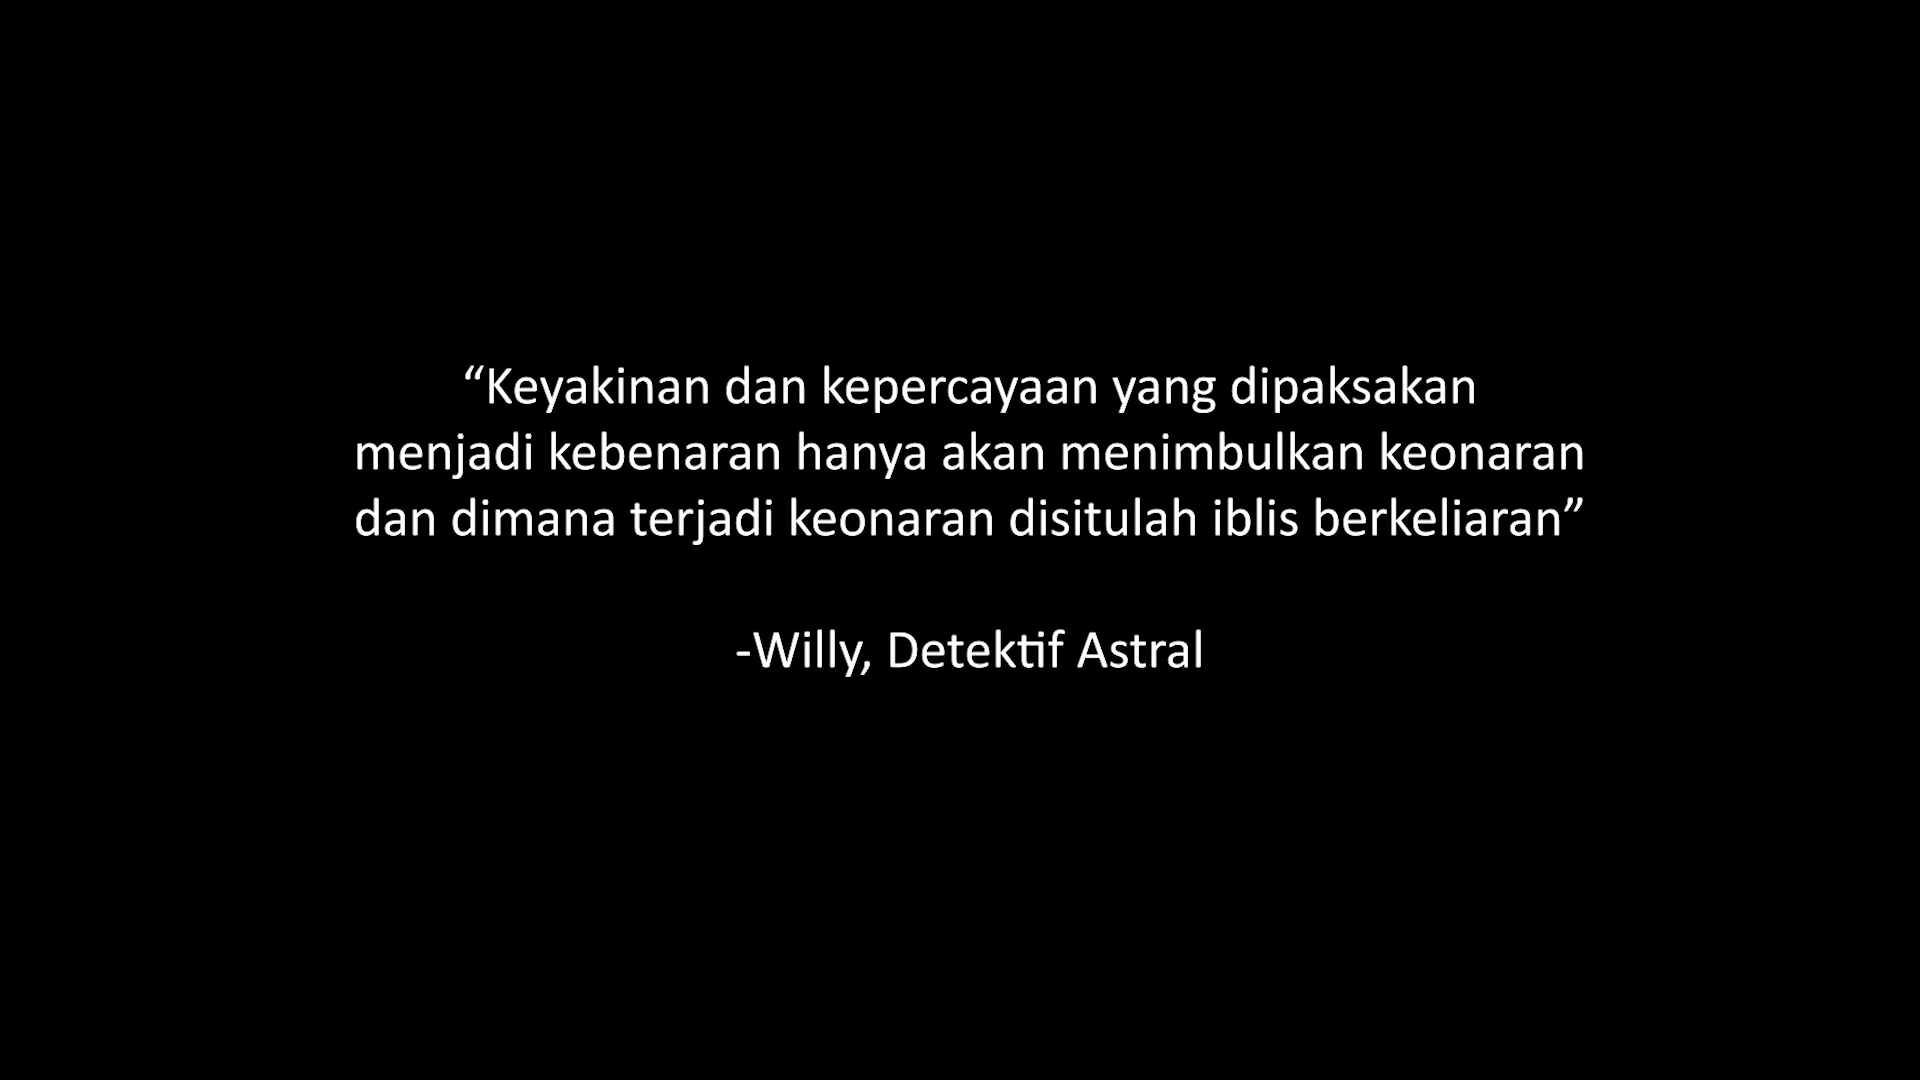 “Keyakinan dan kepercayaan yang dipaksakan
menjadi kebenaran hanya akan menimbulkan keonaran
dan dimana terjadi keonaran disitulah iblis berkeliaran”
-Willy, Detektif Astral